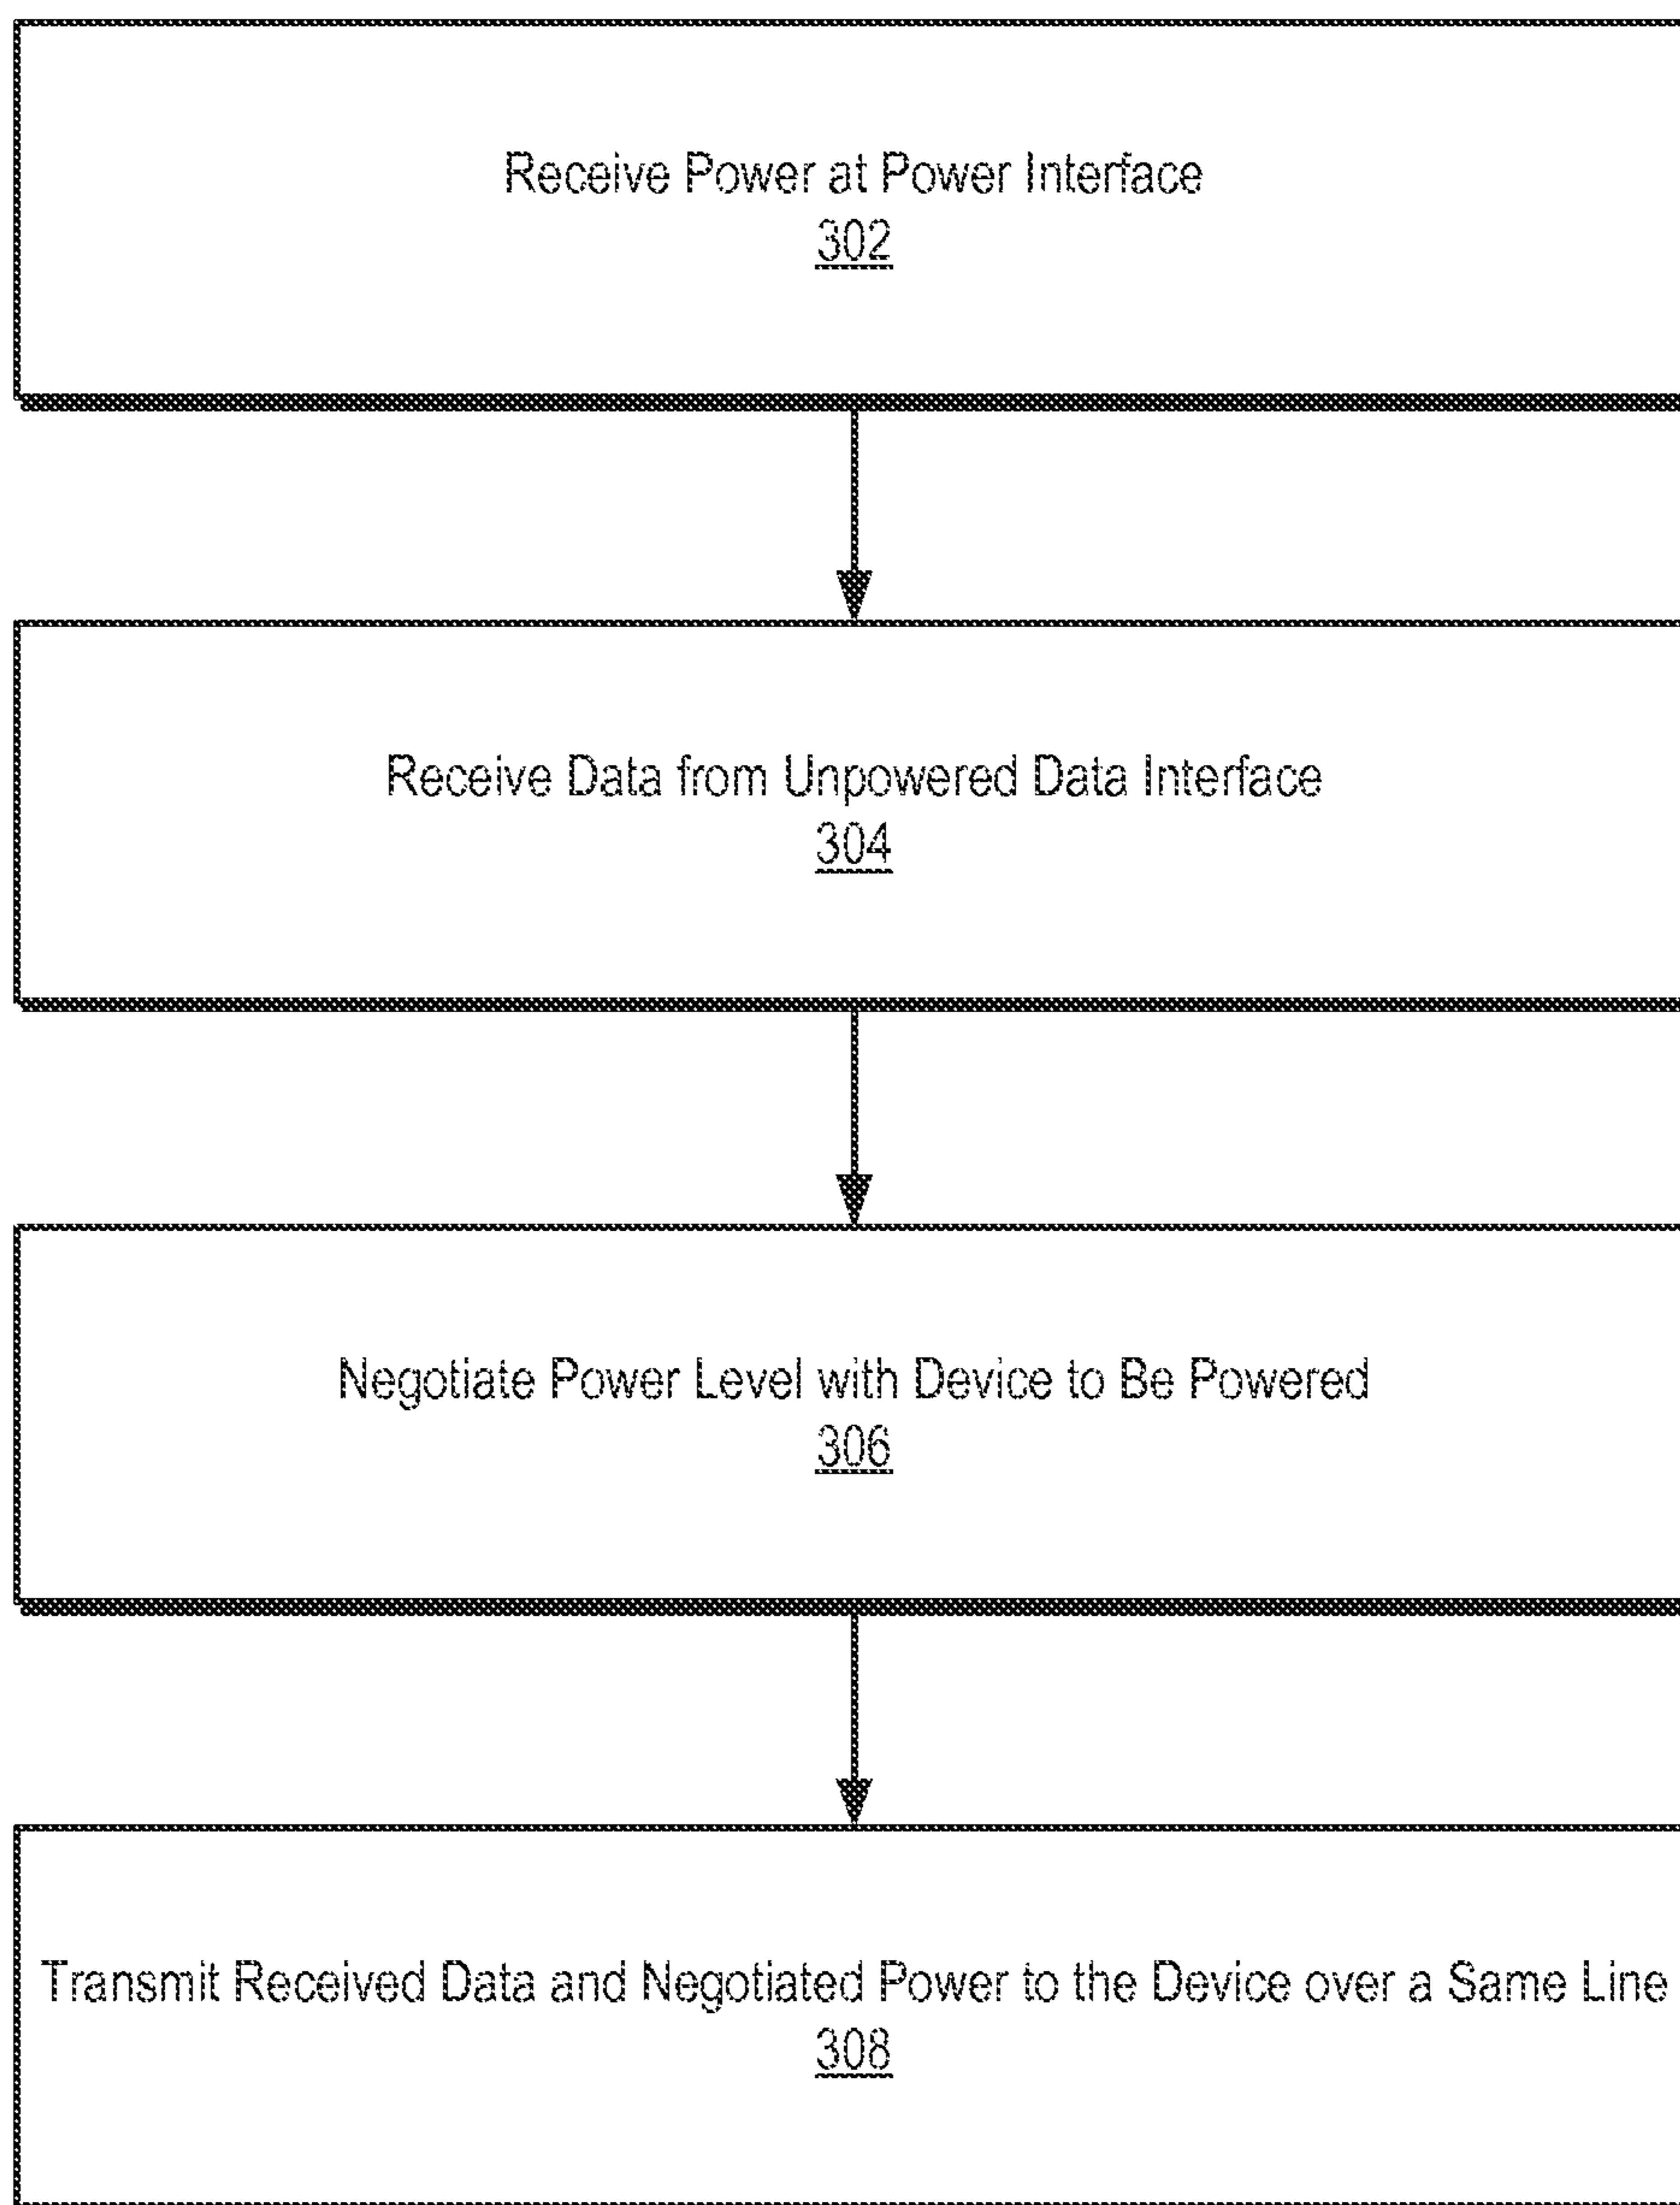 Receive Power at Power Interface
302
Receive Data from Unpowered Data Interface
304
Negotiate Power Level with Device to Be Powered
306
Transmit Received Data and Negotiated Power to the Device over a Same Line
308